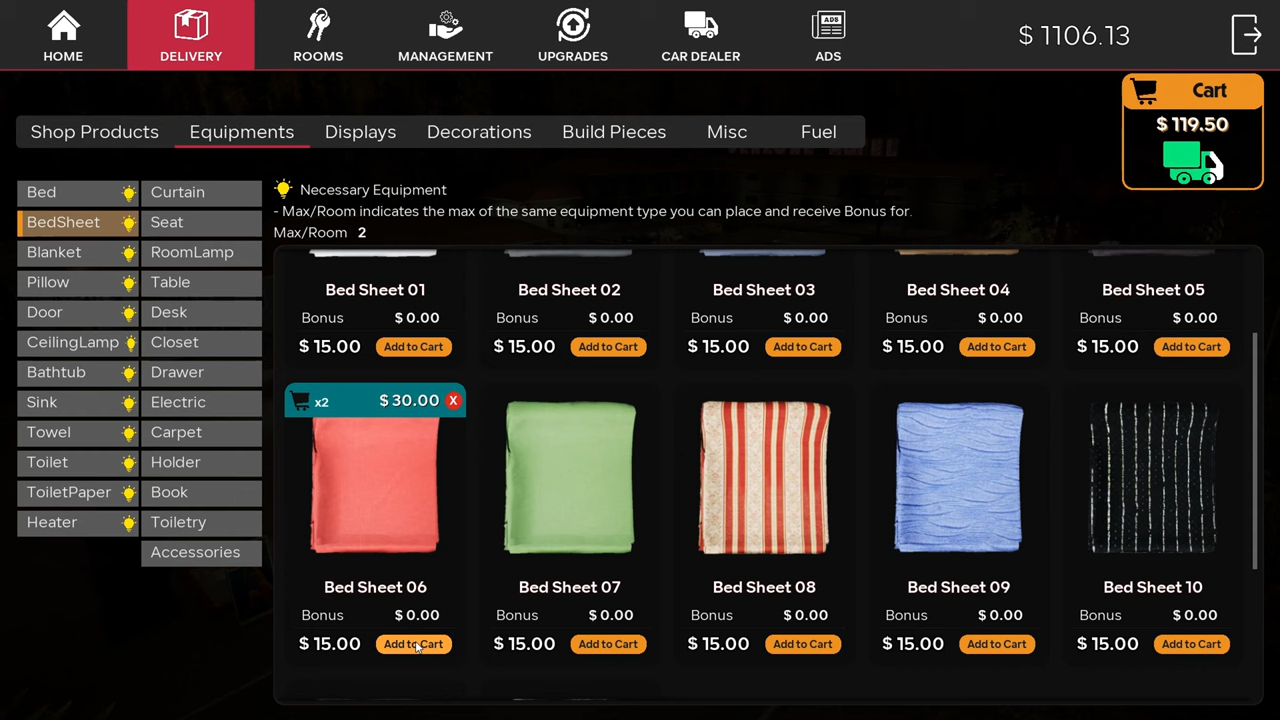 HOME DELIVERY ROOMS MANAGEMENT UPGRADES CAR DEALER ADS $ 1106.13
ADS
Cart
$ 119.50
Shop Products Equipments Displays Decorations Build Pieces Misc Fuel
Bed Curtain
BedSheet Seat
Blanket RoomLamp
Pillow Table
Door Desk
CeilingLamp Closet
Bathtub Drawer
Sink Electric
Towel Carpet
Toilet Holder
ToiletPaper Book
Heater Toiletry
Accessories
Necessary Equipment
- Max/Room indicates the max of the same equipment type you can place and receive Bonus for.
Max/Room 2
Bed Sheet 01 Bed Sheet 02 Bed Sheet 03 Bed Sheet 04 Bed Sheet 05
Bonus $ 0.00 Bonus $ 0.00 Bonus $ 0.00 Bonus $ 0.00 Bonus $ 0.00
$ 15.00 Add to Cart $ 15.00 Add to Cart $ 15.00 Add to Cart $ 15.00 Add to Cart $ 15.00 Add to Cart
x2 $ 30.00 X
Bed Sheet 06 Bed Sheet 07 Bed Sheet 08 Bed Sheet 09 Bed Sheet 10
Bonus $ 0.00 Bonus $ 0.00 Bonus $ 0.00 Bonus $ 0.00 Bonus $ 0.00
$ 15.00 Add to Cart $ 15.00 Add to Cart $ 15.00 Add to Cart $ 15.00 Add to Cart $ 15.00 Add to Cart